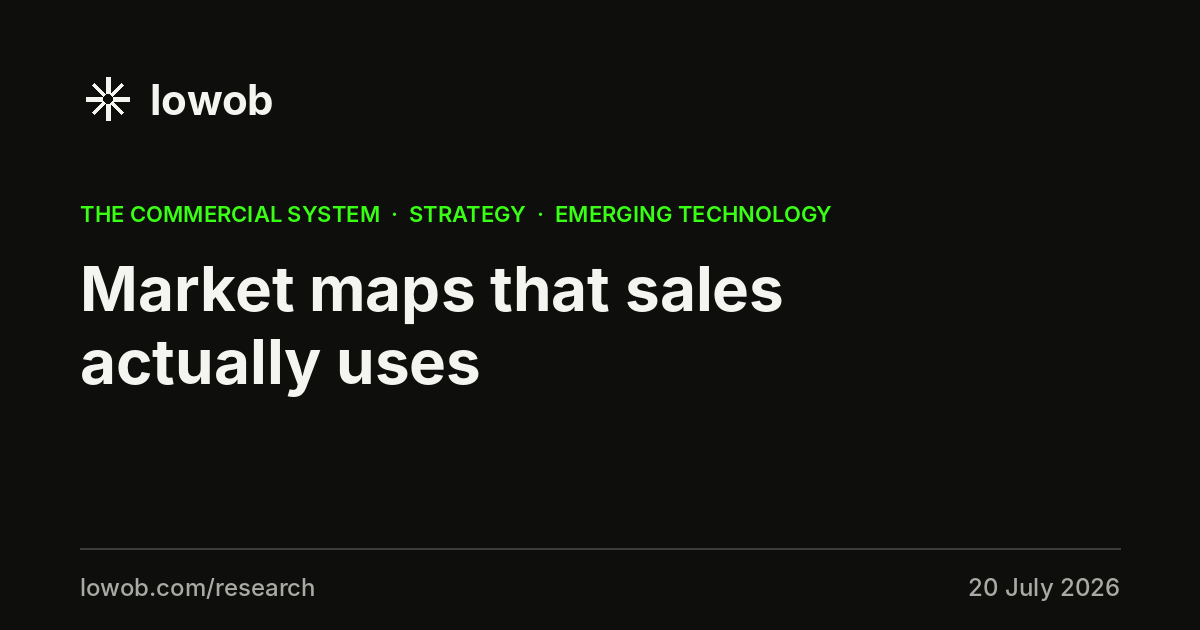 lowob
THE COMMERCIAL SYSTEM · STRATEGY · EMERGING TECHNOLOGY
Market maps that sales
actually uses
lowob.com/research
20 July 2026